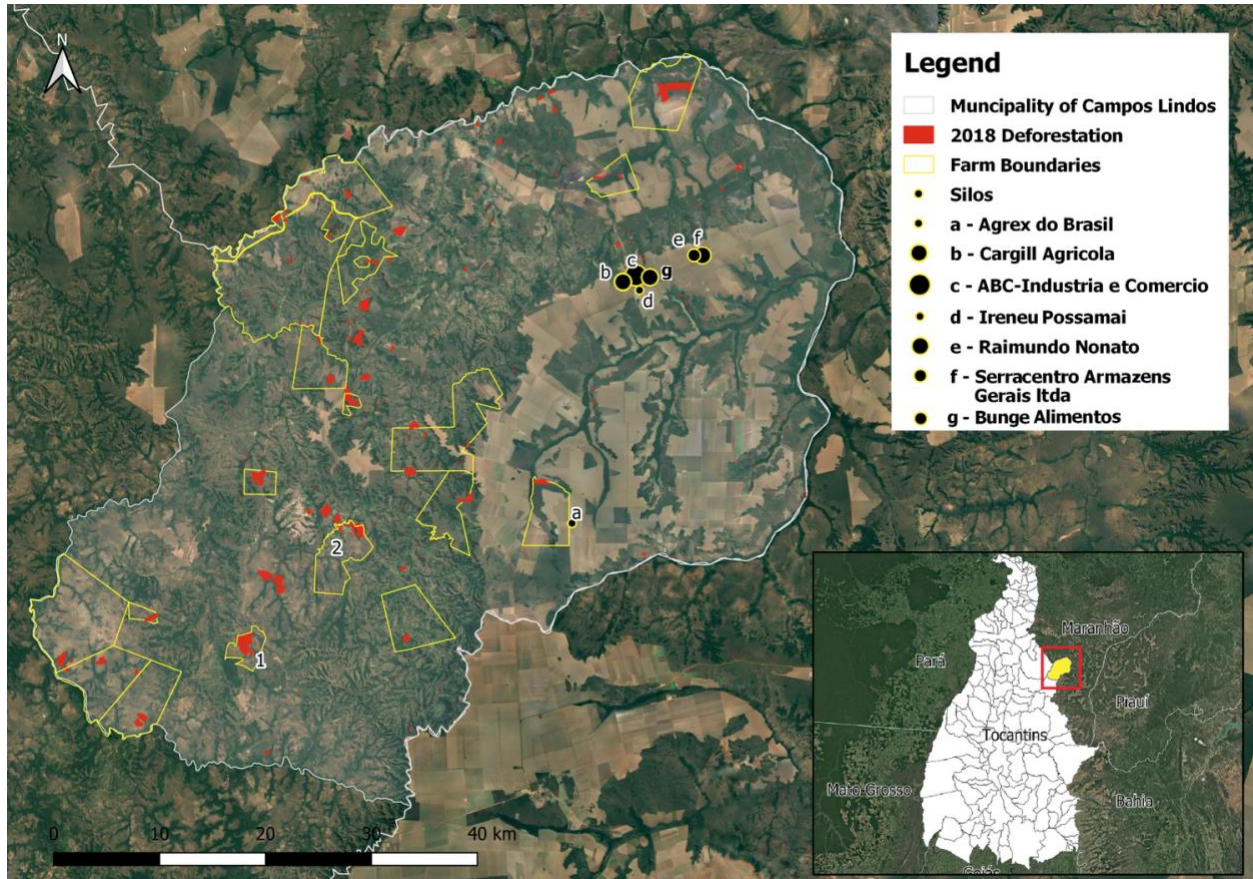 N
Legend
Muncipality of Campos Lindos
2018 Deforestation
Farm Boundaries
Silos
a - Agrex do Brasil
b - Cargill Agricola
c - ABC-Industria e Comercio
d - Ireneu Possamai
e - Raimundo Nonato
f - Serracentro Armazens
Gerais ltda
g - Bunge Alimentos
e f
c
b g
d
a
2
1
0 10 20 30 40 km
Maranhão
Pará
Piauí
Tocantins
Mato Grosso
Bahia
Goiás